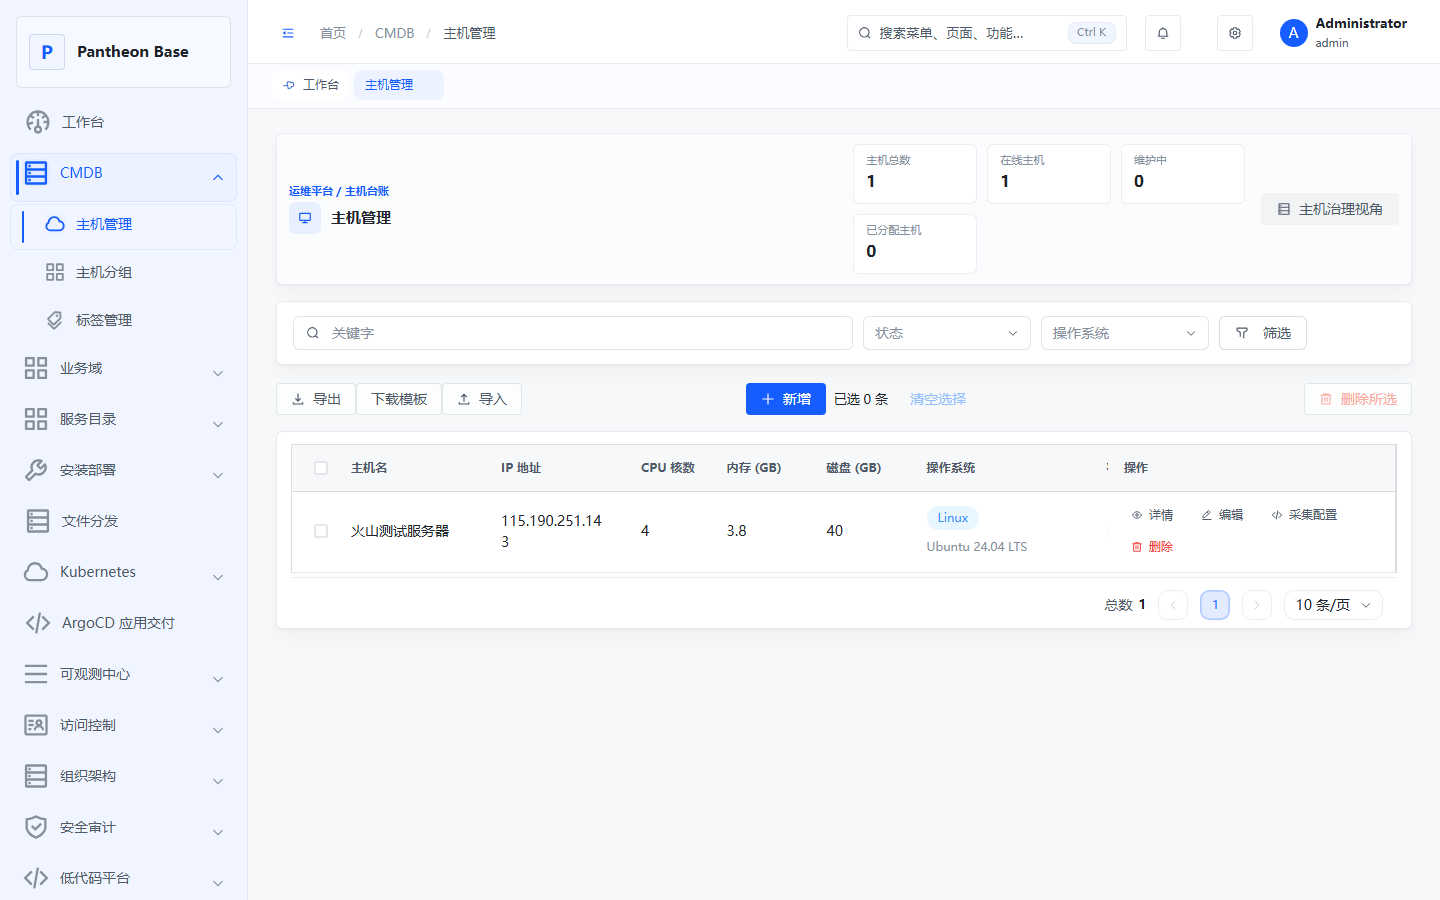 P Pantheon Base
工作台
CMDB
主机管理
主机分组
标签管理
业务域
服务目录
安装部署
文件分发
Kubernetes
ArgoCD 应用交付
可观测中心
访问控制
组织架构
安全审计
低代码平台
首页 / CMDB / 主机管理
搜索菜单、页面、功能... Ctrl K
A Administrator
admin
工作台 主机管理
运维平台 / 主机台账
主机管理
主机总数
1
在线主机
1
维护中
0
已分配主机
0
主机治理视角
关键字 状态 操作系统 筛选
导出 下载模板 导入 新增 已选 0 条 清空选择 删除所选
主机名 IP 地址 CPU 核数 内存 (GB) 磁盘 (GB) 操作系统 操作
火山测试服务器 115.190.251.14
3 4 3.8 40 Linux
Ubuntu 24.04 LTS
详情 编辑 采集配置
删除
总数 1 1 10 条/页